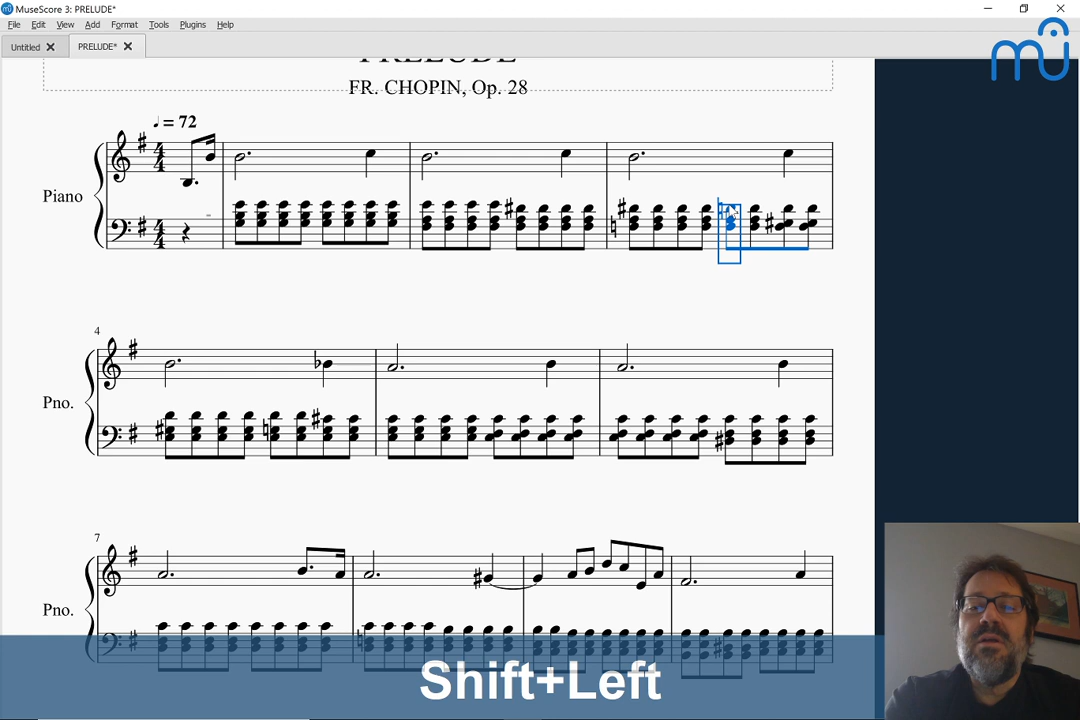 MuseScore 3: PRELUDE*
File Edit View Add Format Tools Plugins Help
Untitled PRELUDE*
PRELUDE
FR. CHOPIN, Op. 28
= 72
Piano
4
Pno.
7
Pno.
Shift+Left